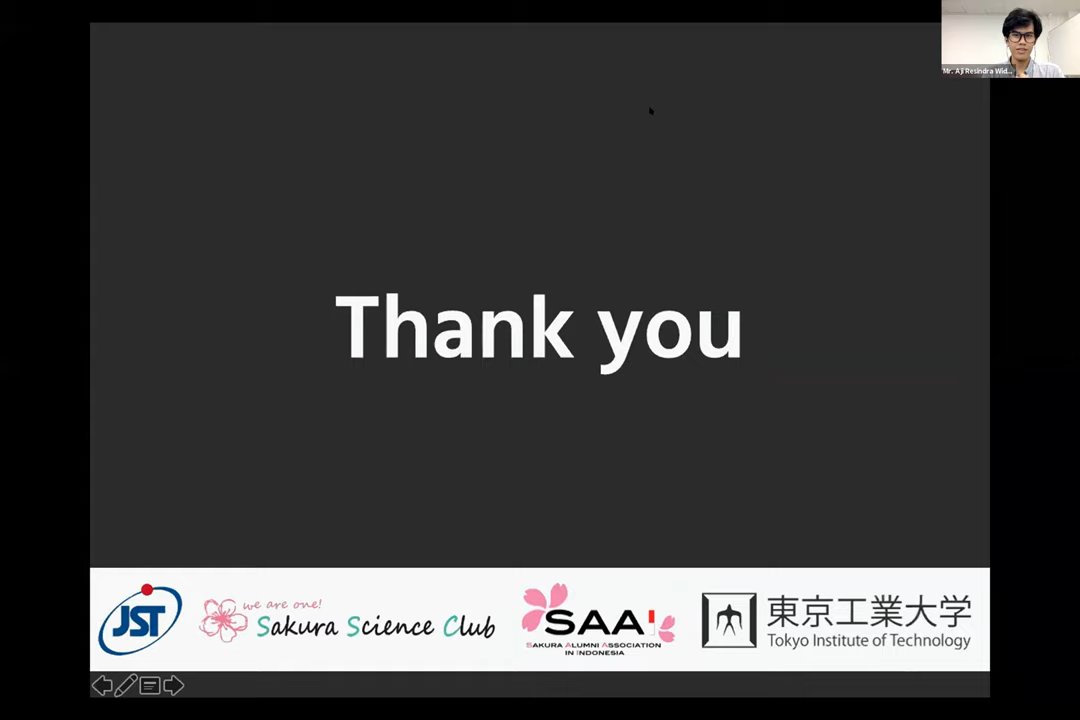 Mr. Aji Resindra Wid...
Thank you
JST
we are one!
Sakura Science Club
SAAI
SAKURA ALUMNI ASSOCIATION
IN INDONESIA
東京工業大学
Tokyo Institute of Technology